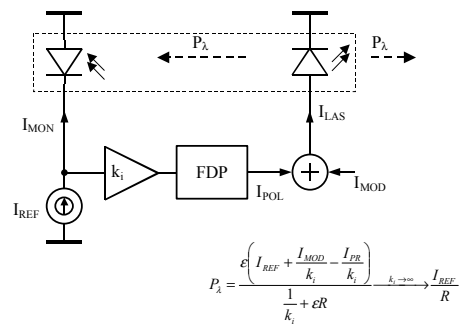 P_λ P_λ
I_MON I_LAS
k_i FDP
I_POL I_MOD
I_REF
P_λ = ε(I_REF + I_MOD/k_i − I_PR/k_i) / (1/k_i + εR) —k_i→∞→ I_REF/R